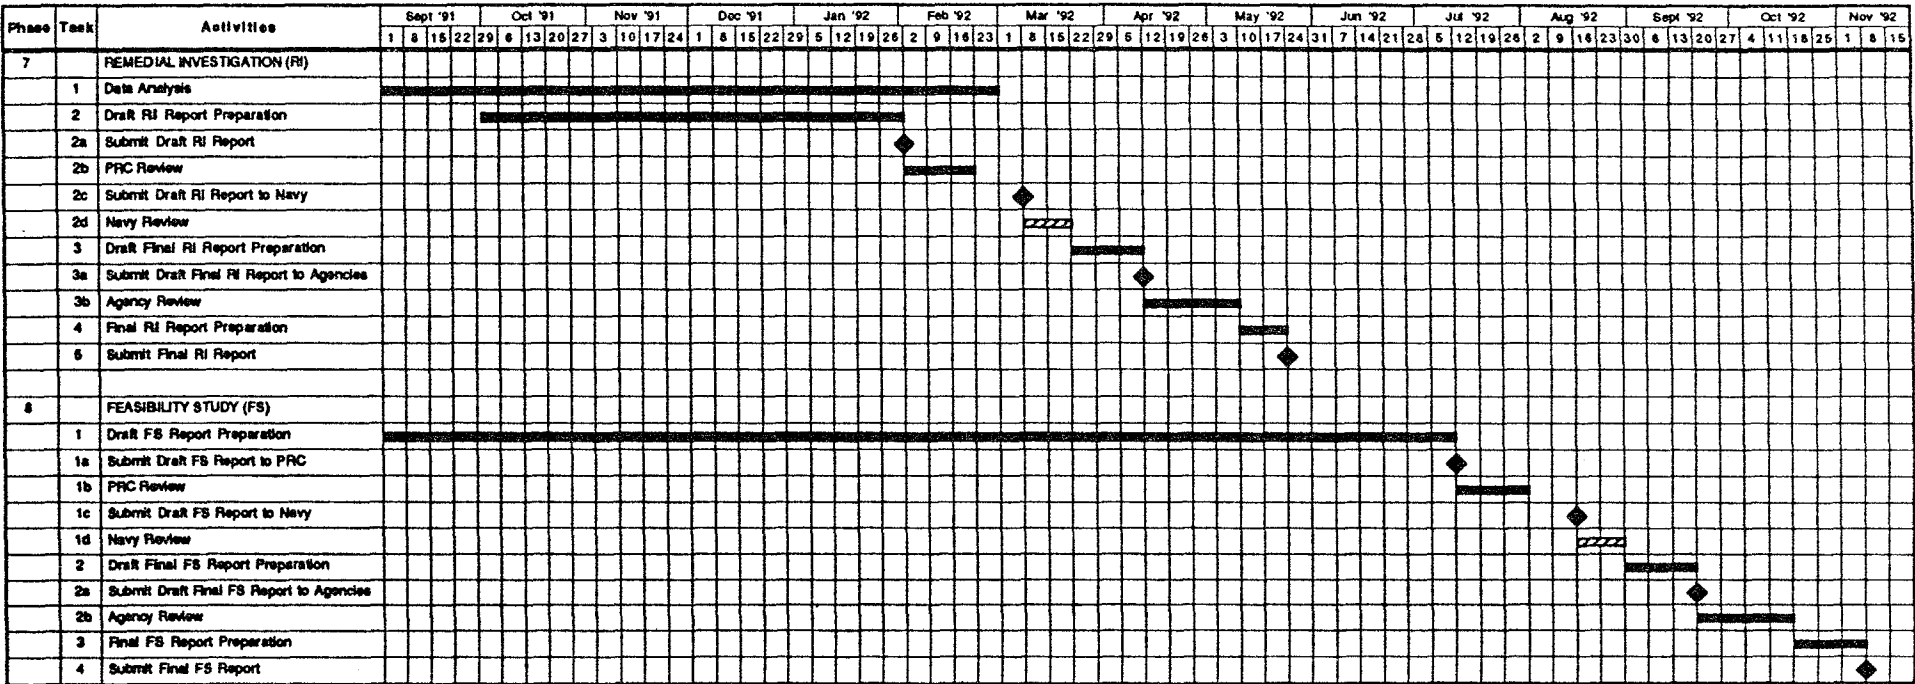 Phase Task Activities Sept '91 Oct '91 Nov '91 Dec '91 Jan '92 Feb '92 Mar '92 Apr '92 May '92 Jun '92 Jul '92 Aug '92 Sept '92 Oct '92 Nov '92
1 8 15 22 29 6 13 20 27 3 10 17 24 1 8 15 22 29 5 12 19 26 2 9 16 23 1 8 15 22 29 5 12 19 26 3 10 17 24 31 7 14 21 28 5 12 19 26 2 9 16 23 30 6 13 20 27 4 11 18 25 1 8 15
7 REMEDIAL INVESTIGATION (RI)
1 Data Analysis
2 Draft RI Report Preparation
2a Submit Draft RI Report
2b PRC Review
2c Submit Draft RI Report to Navy
2d Navy Review
3 Draft Final RI Report Preparation
3a Submit Draft Final RI Report to Agencies
3b Agency Review
4 Final RI Report Preparation
5 Submit Final RI Report
8 FEASIBILITY STUDY (FS)
1 Draft FS Report Preparation
1a Submit Draft FS Report to PRC
1b PRC Review
1c Submit Draft FS Report to Navy
1d Navy Review
2 Draft Final FS Report Preparation
2a Submit Draft Final FS Report to Agencies
2b Agency Review
3 Final FS Report Preparation
4 Submit Final FS Report